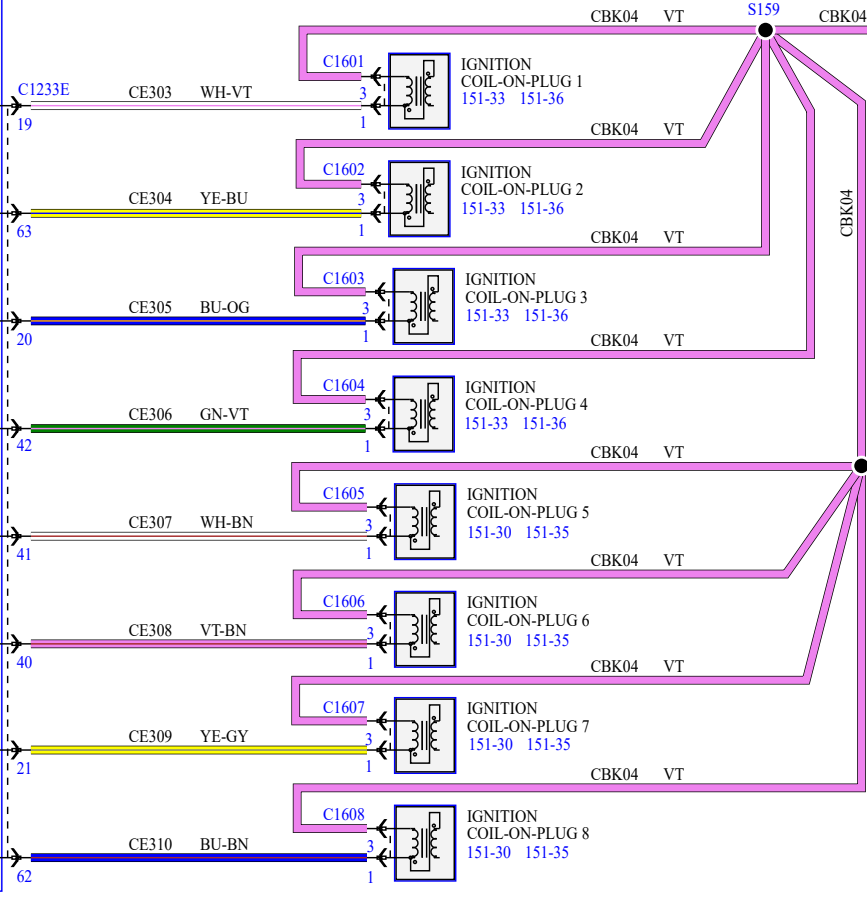 S159
CBK04 VT
CBK04
C1601
IGNITION
COIL-ON-PLUG 1
151-33 151-36
C1233E
CE303 WH-VT
3
19
1
CBK04 VT
C1602
IGNITION
COIL-ON-PLUG 2
151-33 151-36
CE304 YE-BU
3
63
1
CBK04
CBK04 VT
C1603
IGNITION
COIL-ON-PLUG 3
151-33 151-36
CE305 BU-OG
3
20
1
CBK04 VT
C1604
IGNITION
COIL-ON-PLUG 4
151-33 151-36
CE306 GN-VT
3
42
1
CBK04 VT
C1605
IGNITION
COIL-ON-PLUG 5
151-30 151-35
CE307 WH-BN
3
41
1
CBK04 VT
C1606
IGNITION
COIL-ON-PLUG 6
151-30 151-35
CE308 VT-BN
3
40
1
CBK04 VT
C1607
IGNITION
COIL-ON-PLUG 7
151-30 151-35
CE309 YE-GY
3
21
1
CBK04 VT
C1608
IGNITION
COIL-ON-PLUG 8
151-30 151-35
CE310 BU-BN
3
62
1